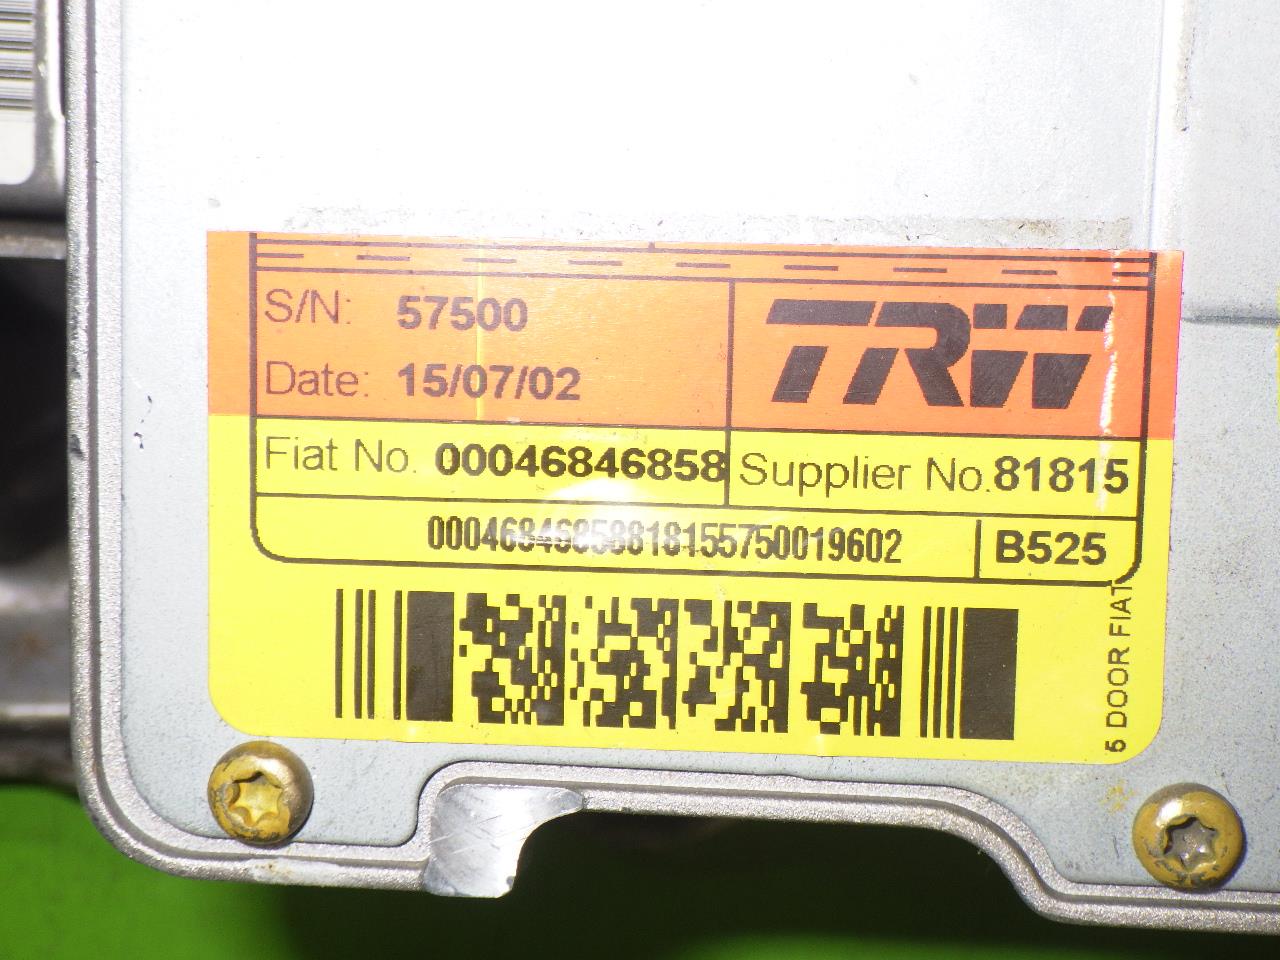 S/N: 57500
TRW
Date: 15/07/02
Fiat No. 00046846858
Supplier No. 81815
00046846858818155750019602
B525
5 DOOR FIAT